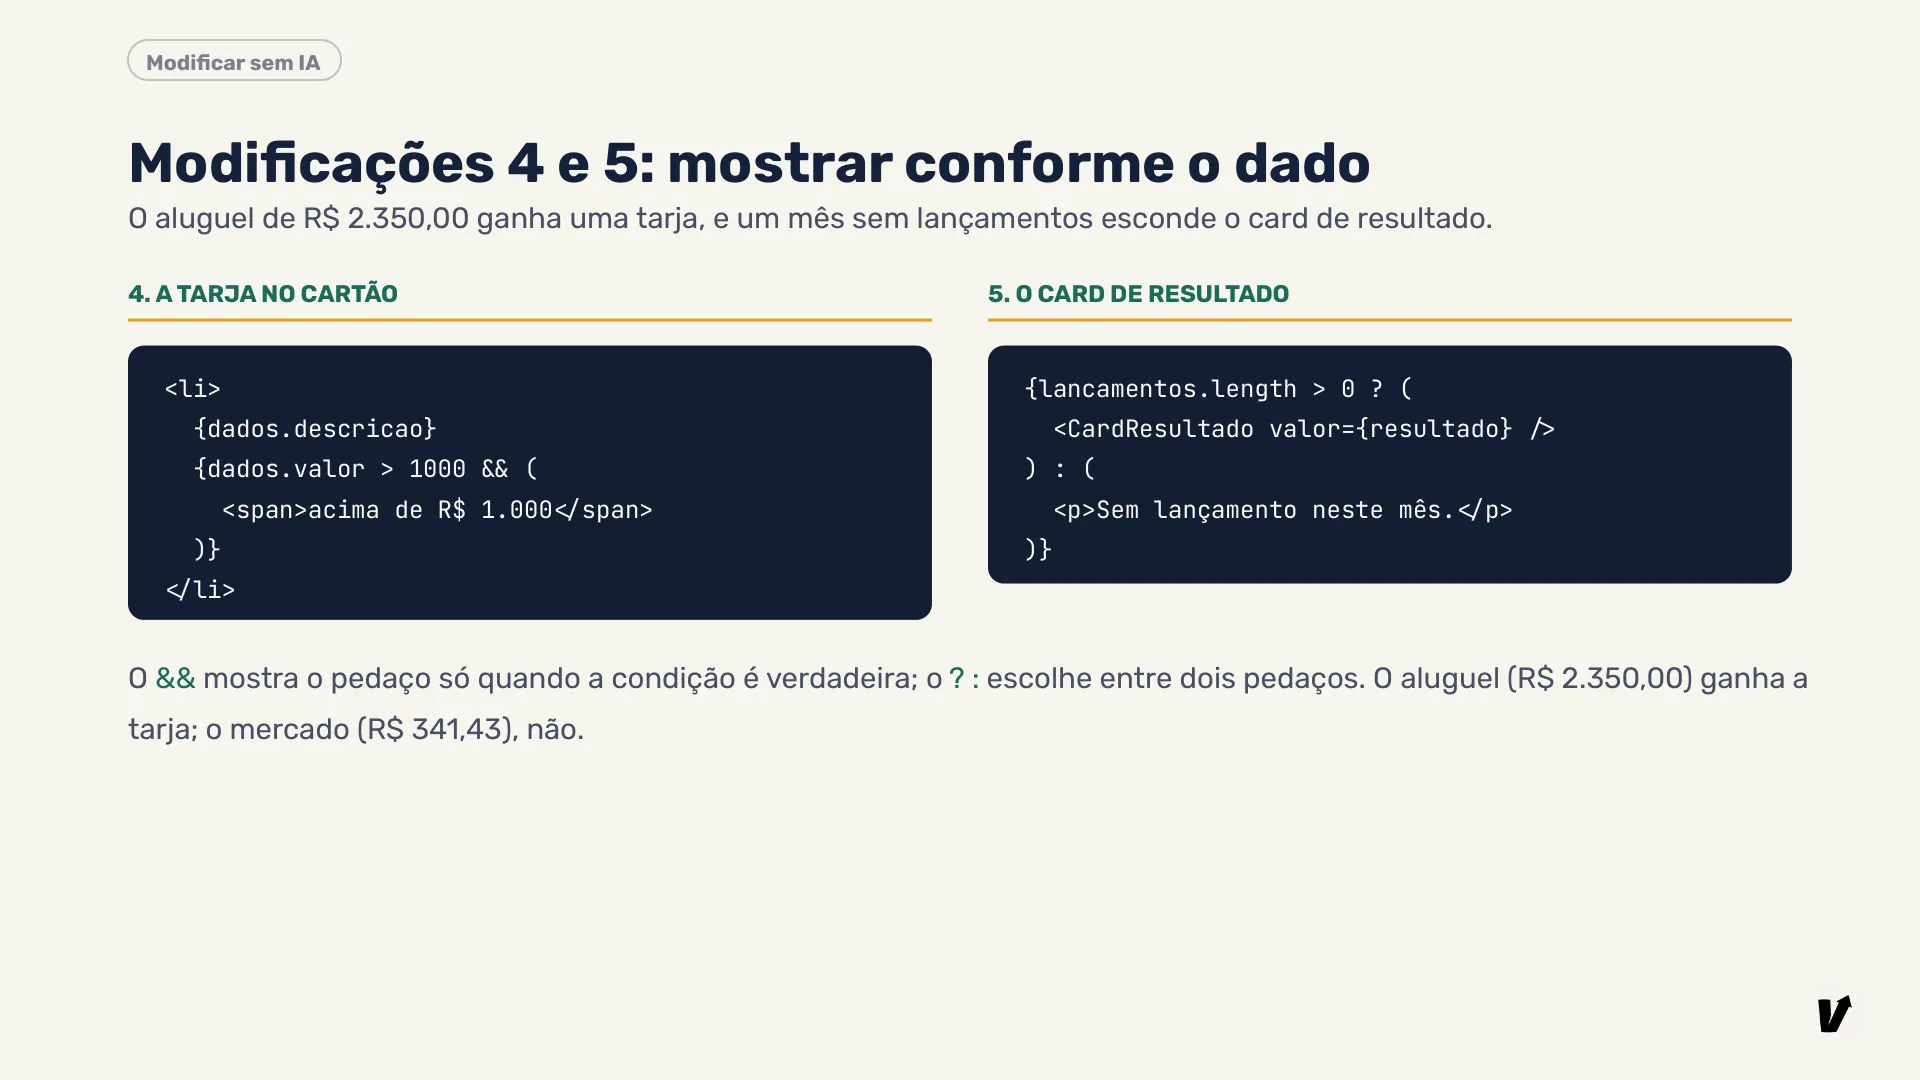 Modificar sem IA
Modificações 4 e 5: mostrar conforme o dado
O aluguel de R$ 2.350,00 ganha uma tarja, e um mês sem lançamentos esconde o card de resultado.
4. A TARJA NO CARTÃO
<li>
  {dados.descricao}
  {dados.valor > 1000 && (
    <span>acima de R$ 1.000</span>
  )}
</li>
5. O CARD DE RESULTADO
{lancamentos.length > 0 ? (
  <CardResultado valor={resultado} />
) : (
  <p>Sem lançamento neste mês.</p>
)}
O && mostra o pedaço só quando a condição é verdadeira; o ? : escolhe entre dois pedaços. O aluguel (R$ 2.350,00) ganha a
tarja; o mercado (R$ 341,43), não.